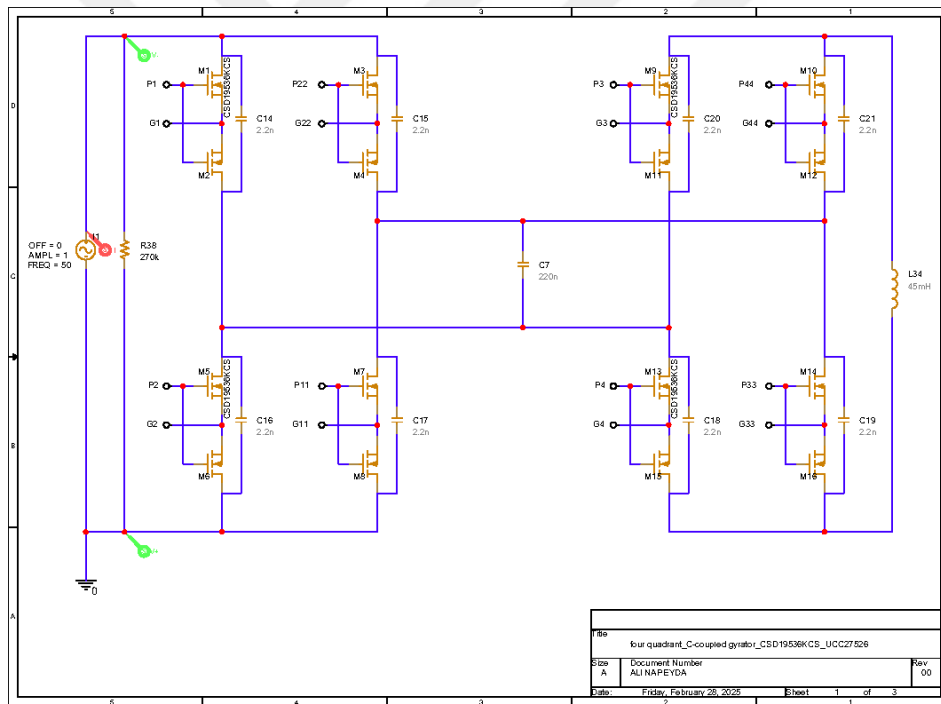 5 4 3 2 1
D
C
B
A
M1
P1
G1
M2
CSD19536KCS
C14
2.2n
M3
P22
G22
M4
C15
2.2n
M9
P3
G3
M11
CSD19536KCS
C20
2.2n
M10
P44
G44
M12
C21
2.2n
I1
OFF = 0
AMPL = 1
FREQ = 50
R38
270k
C7
220n
L34
45mH
M5
P2
G2
M6
CSD19536KCS
C16
2.2n
M7
P11
G11
M8
C17
2.2n
M13
P4
G4
M15
CSD19536KCS
C18
2.2n
M14
P33
G33
M16
C19
2.2n
0
Title
four quadrant_C-coupled gyrator_CSD19536KCS_UCC27526
Size
A
Document Number
ALI NAPEYDA
Rev
00
Date: Friday, February 28, 2025 Sheet 1 of 3
5 4 3 2 1